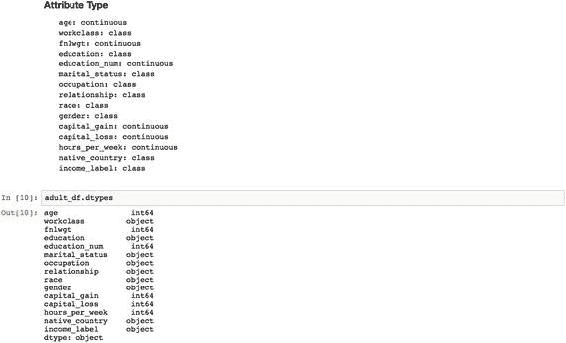 Attribute Type
age: continuous
workclass: class
fnlwgt: continuous
education: class
education_num: continuous
marital_status: class
occupation: class
relationship: class
race: class
gender: class
capital_gain: continuous
capital_loss: continuous
hours_per_week: continuous
native_country: class
income_label: class
In [10]: adult_df.dtypes
Out[10]: age int64
workclass object
fnlwgt int64
education object
education_num int64
marital_status object
occupation object
relationship object
race object
gender object
capital_gain int64
capital_loss int64
hours_per_week int64
native_country object
income_label object
dtype: object